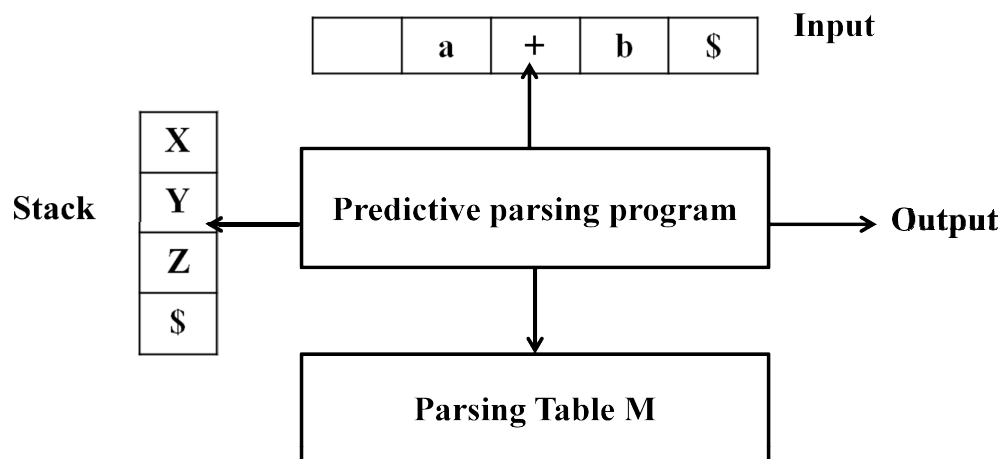 Input
a + b $
X
Y
Z
$
Stack
Predictive parsing program
Output
Parsing Table M